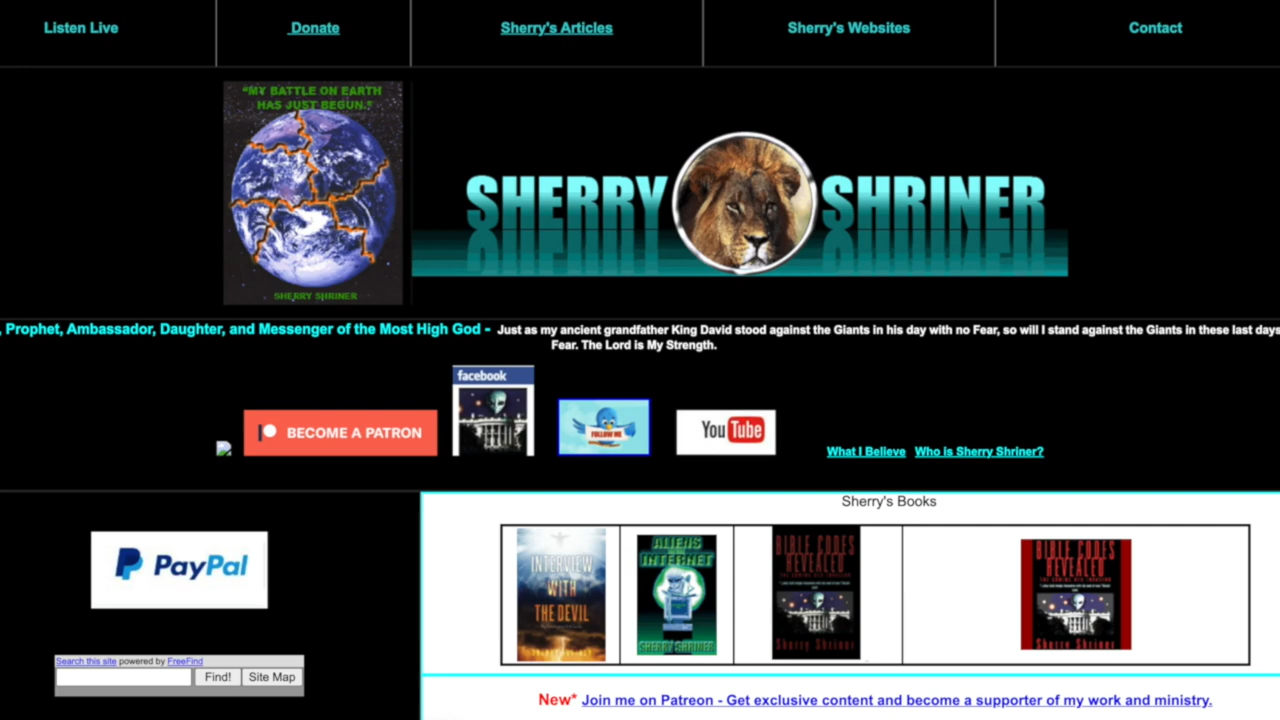 Listen Live
Donate
Sherry's Articles
Sherry's Websites
Contact
“MY BATTLE ON EARTH
HAS JUST BEGUN.”
SHERRY SHRINER
SHERRY SHRINER
, Prophet, Ambassador, Daughter, and Messenger of the Most High God - Just as my ancient grandfather King David stood against the Giants in his day with no Fear, so will I stand against the Giants in these last days
Fear. The Lord is My Strength.
facebook
BECOME A PATRON
FOLLOW ME
YouTube
What I Believe Who is Sherry Shriner?
Sherry's Books
PayPal
INTERVIEW
WITH
THE DEVIL
ALIENS
INTERNET
SHERRY SHRINER
BIBLE CODES
REVEALED
Sherry Shriner
BIBLE CODES
REVEALED
THE COMING UFO INVASION
Sherry Shriner
Search this site powered by FreeFind
Find!
Site Map
New* Join me on Patreon - Get exclusive content and become a supporter of my work and ministry.